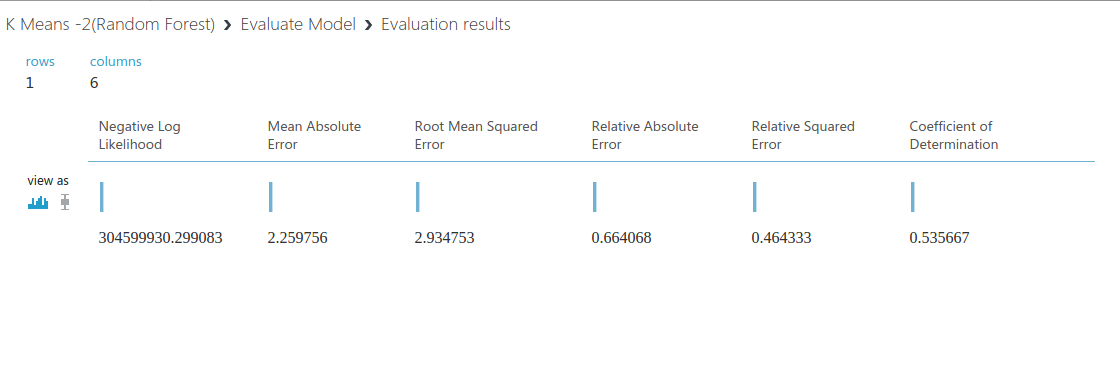 K Means -2(Random Forest) ❯ Evaluate Model ❯ Evaluation results
rows columns
1 6
Negative Log Mean Absolute Root Mean Squared Relative Absolute Relative Squared Coefficient of
Likelihood Error Error Error Error Determination
view as
304599930.299083 2.259756 2.934753 0.664068 0.464333 0.535667